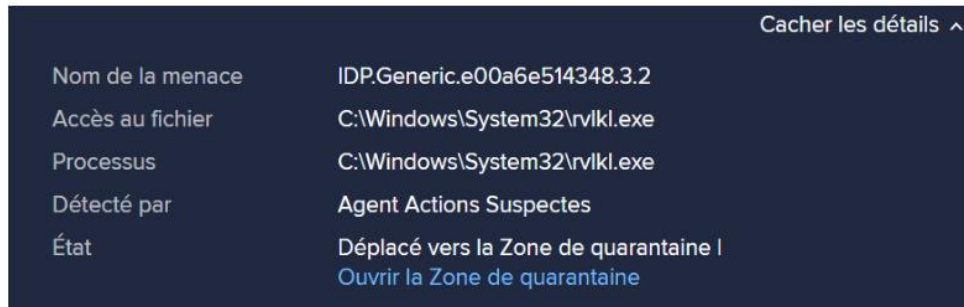 Cacher les détails
Nom de la menace IDP.Generic.e00a6e514348.3.2
Accès au fichier C:\Windows\System32\rvlkl.exe
Processus C:\Windows\System32\rvlkl.exe
Détecté par Agent Actions Suspectes
État Déplacé vers la Zone de quarantaine |
Ouvrir la Zone de quarantaine